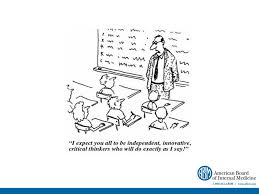 "I expect you all to be independent, innovative,
critical thinkers who will do exactly as I say!"
ABIM
American Board
of Internal Medicine